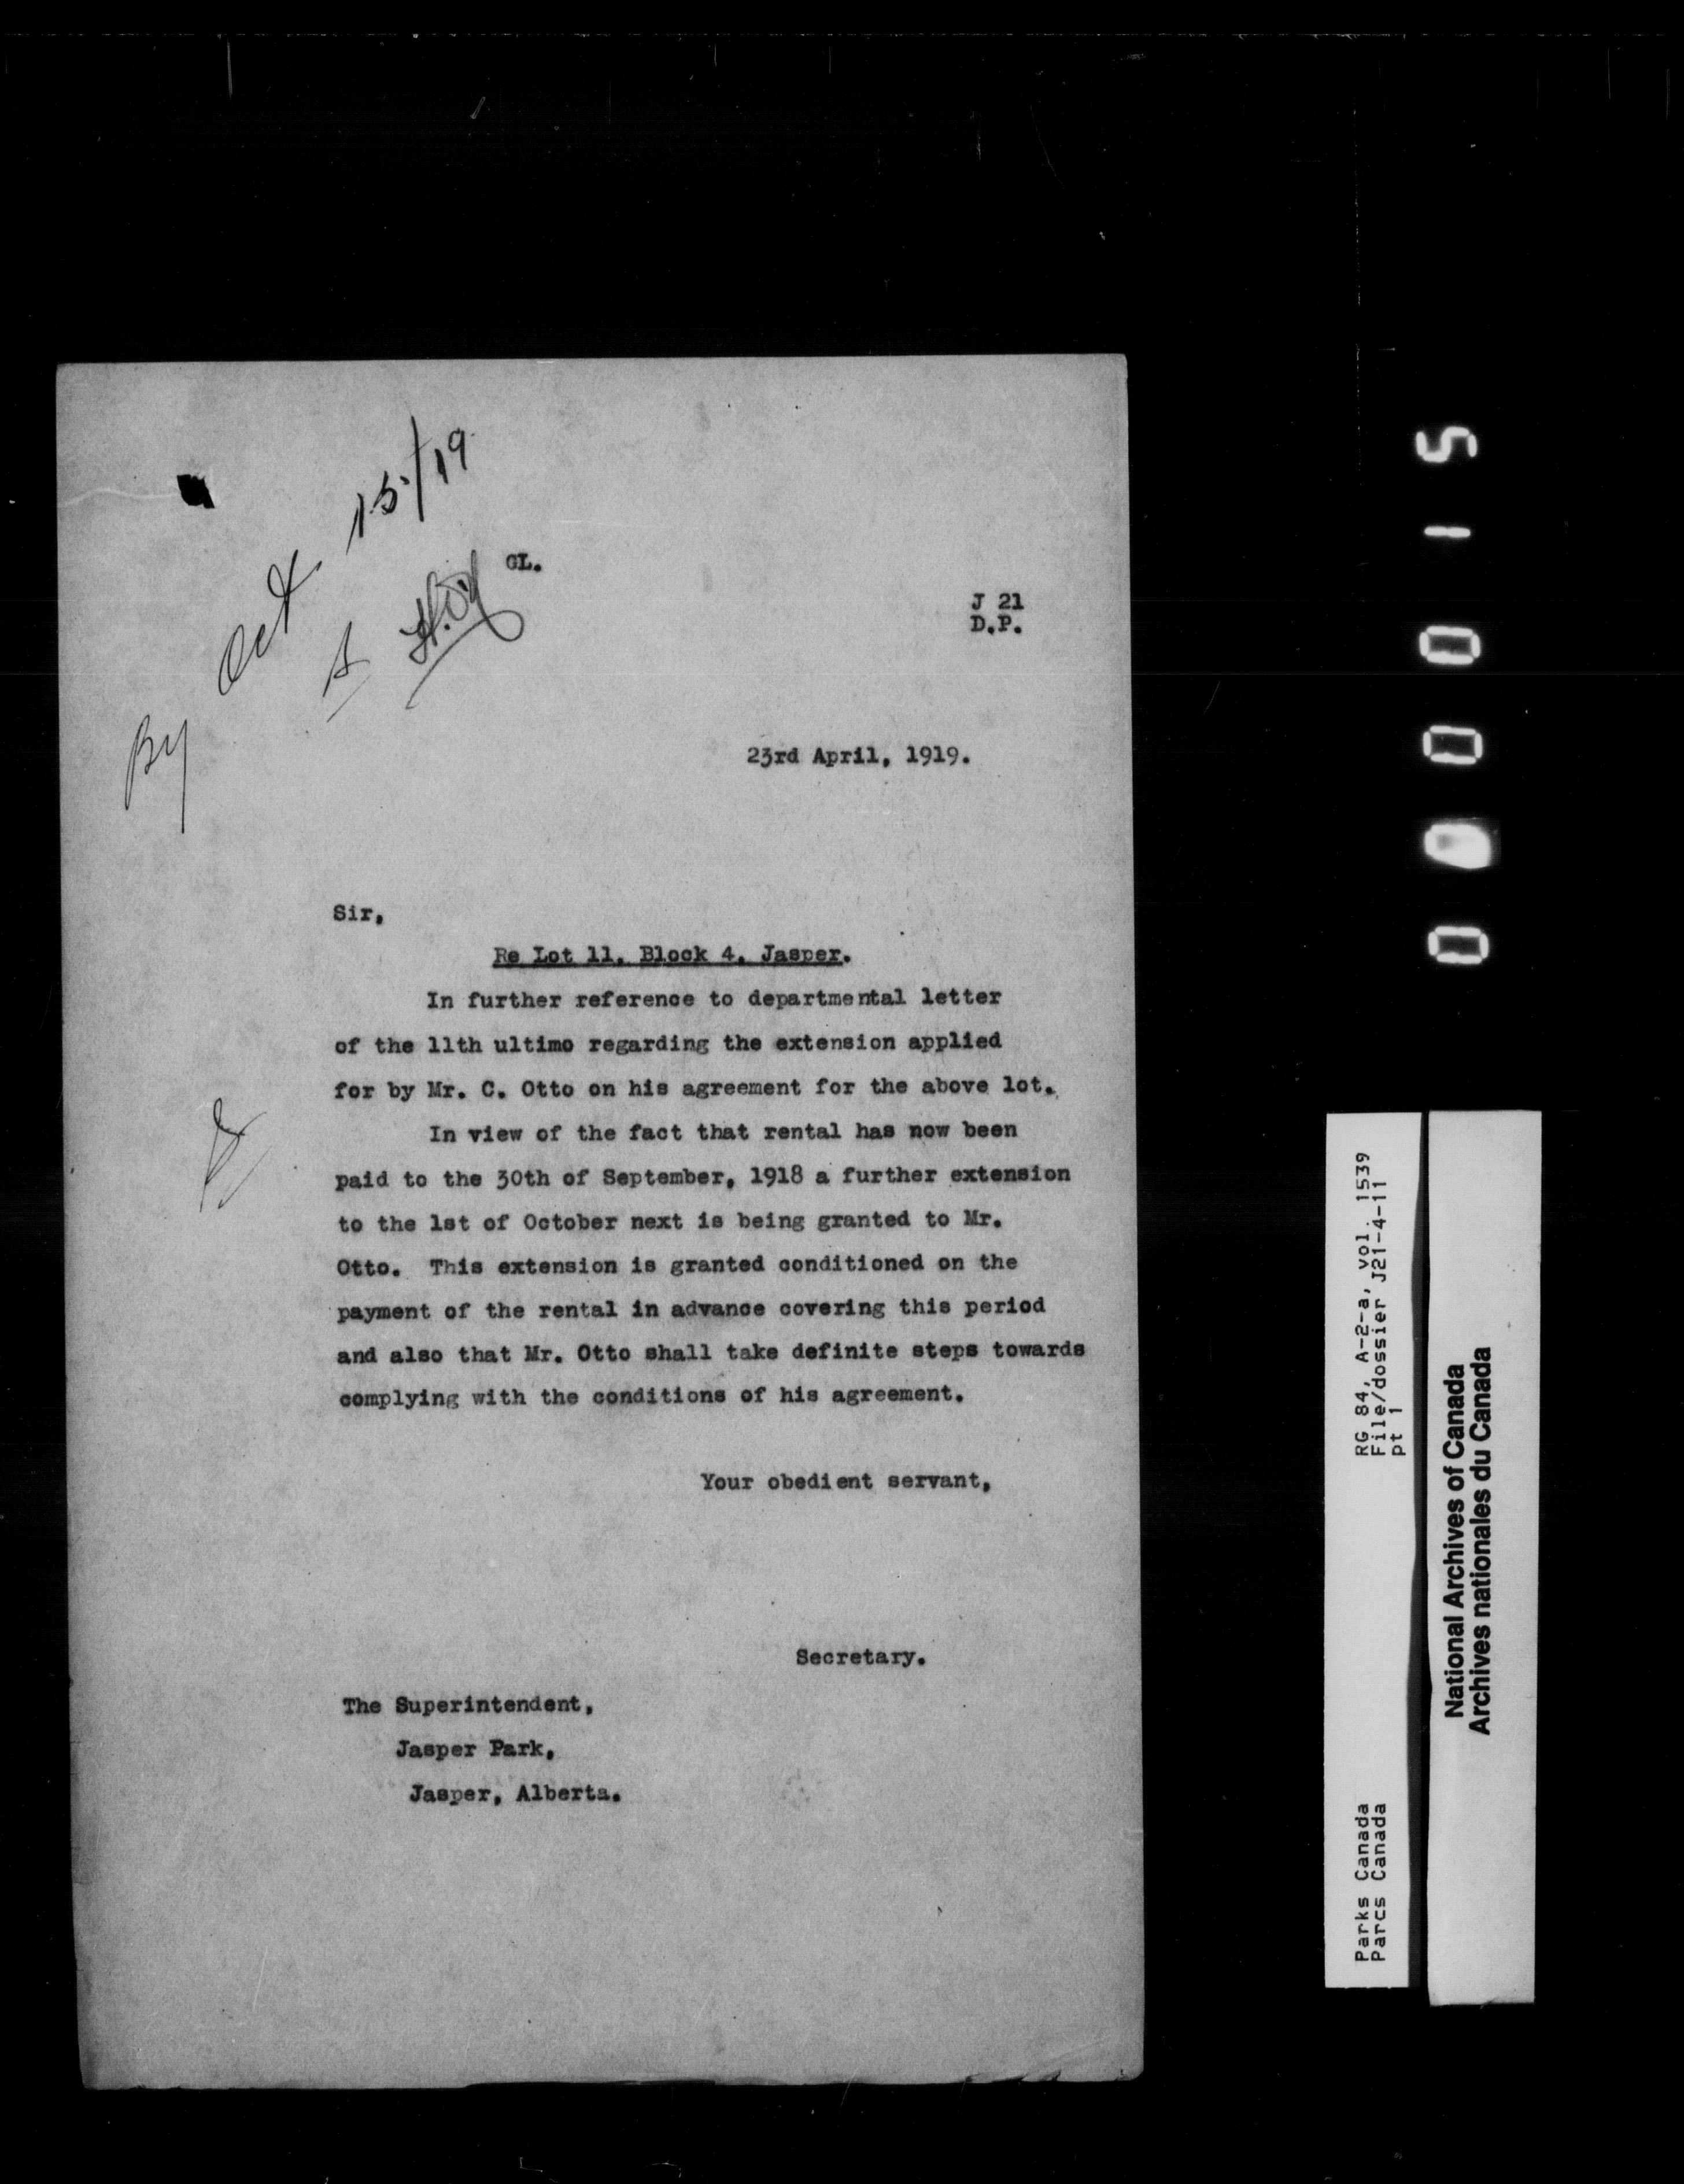 By Oct. 15/19
GL.
J 21
D.P.
23rd April, 1919.
Sir,
Re Lot 11, Block 4, Jasper.
In further reference to departmental letter
of the 11th ultimo regarding the extension applied
for by Mr. C. Otto on his agreement for the above lot.
In view of the fact that rental has now been
paid to the 30th of September, 1918 a further extension
to the 1st of October next is being granted to Mr.
Otto. This extension is granted conditioned on the
payment of the rental in advance covering this period
and also that Mr. Otto shall take definite steps towards
complying with the conditions of his agreement.
Your obedient servant,
Secretary.
The Superintendent,
Jasper Park,
Jasper, Alberta.
Parks Canada
Parcs Canada
RG 84, A-2-a, vol. 1539
File/dossier J21-4-11
pt 1
National Archives of Canada
Archives nationales du Canada